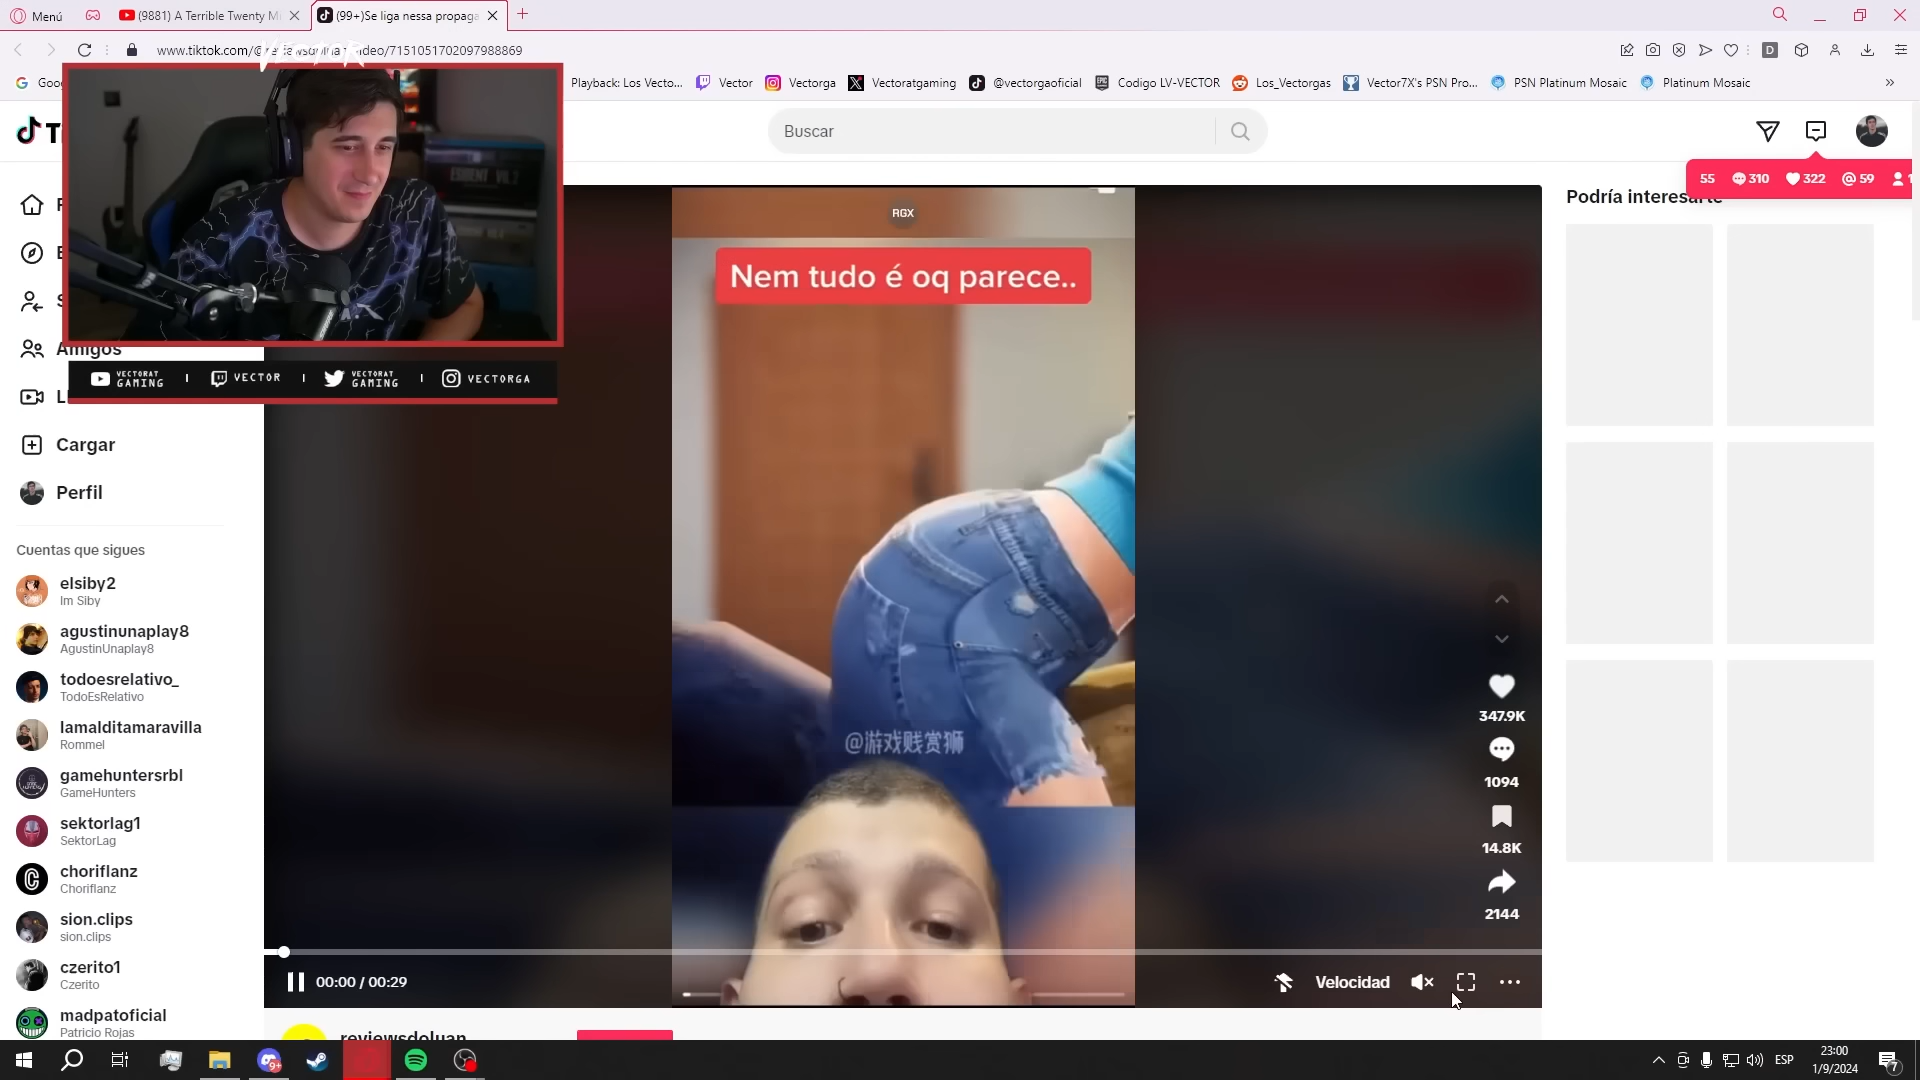 Menú
(9881) A Terrible Twenty Mi
(99+)Se liga nessa propaga
VECTOR
Playback: Los Vecto...
Vector
Vectorga
Vectoratgaming
@vectorgaoficial
Codigo LV-VECTOR
Los_Vectorgas
Vector7X's PSN Pro...
PSN Platinum Mosaic
Platinum Mosaic
»
Buscar
55
310
322
59
Podría interesarte
RGX
Nem tudo é oq parece..
@游戏贱赏狮
VECTORAT GAMING
VECTOR
VECTORAT GAMING
VECTORGA
Amigos
Cargar
Perfil
Cuentas que sigues
elsiby2
Im Siby
agustinunaplay8
AgustinUnaplay8
todoesrelativo_
TodoEsRelativo
lamalditamaravilla
Rommel
gamehuntersrbl
GameHunters
sektorlag1
SektorLag
choriflanz
Choriflanz
sion.clips
sion.clips
czerito1
Czerito
madpatoficial
Patricio Rojas
347.9K
1094
14.8K
2144
00:00 / 00:29
Velocidad
reviewsdoluan
ESP
23:00
1/9/2024